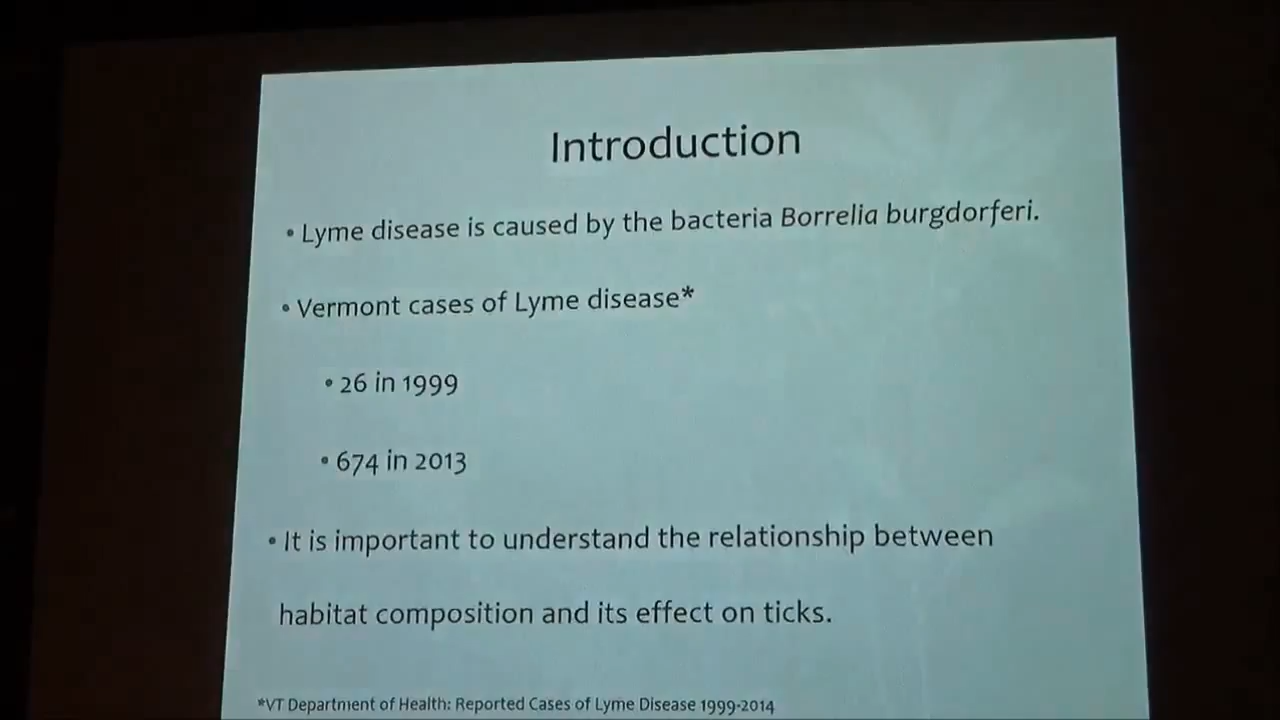 Introduction
• Lyme disease is caused by the bacteria Borrelia burgdorferi.
• Vermont cases of Lyme disease*
• 26 in 1999
• 674 in 2013
• It is important to understand the relationship between
habitat composition and its effect on ticks.
*VT Department of Health: Reported Cases of Lyme Disease 1999-2014